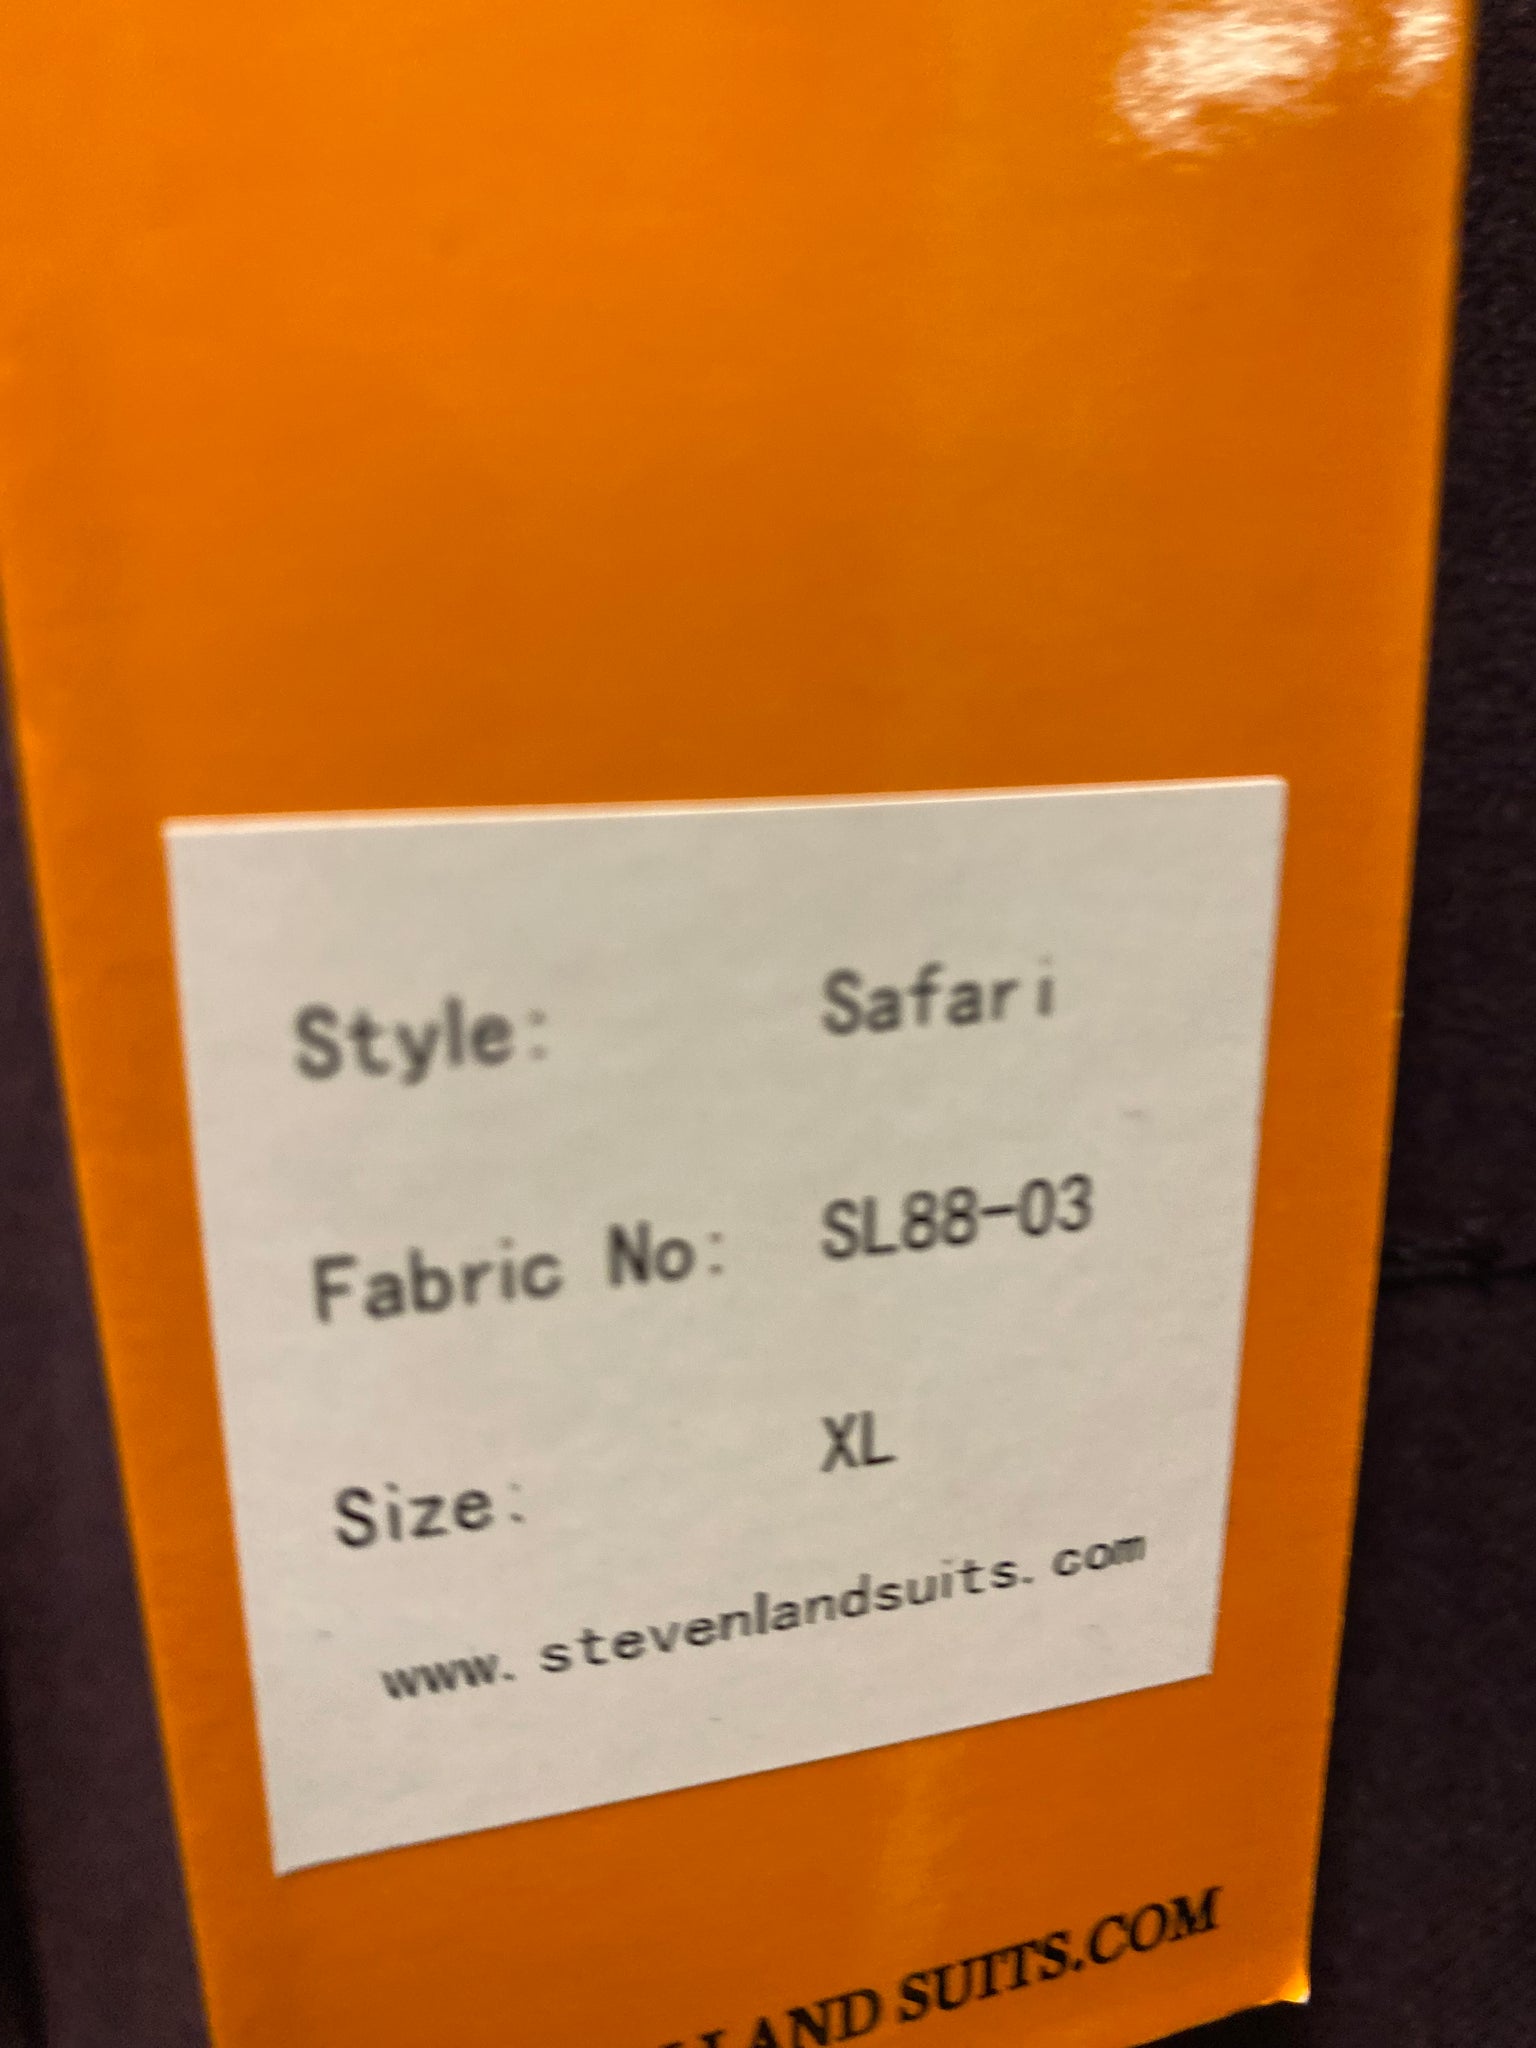 Style: Safari
Fabric No: SL88-03
Size: XL
www.stevenlandsuits.com
LAND SUITS.COM